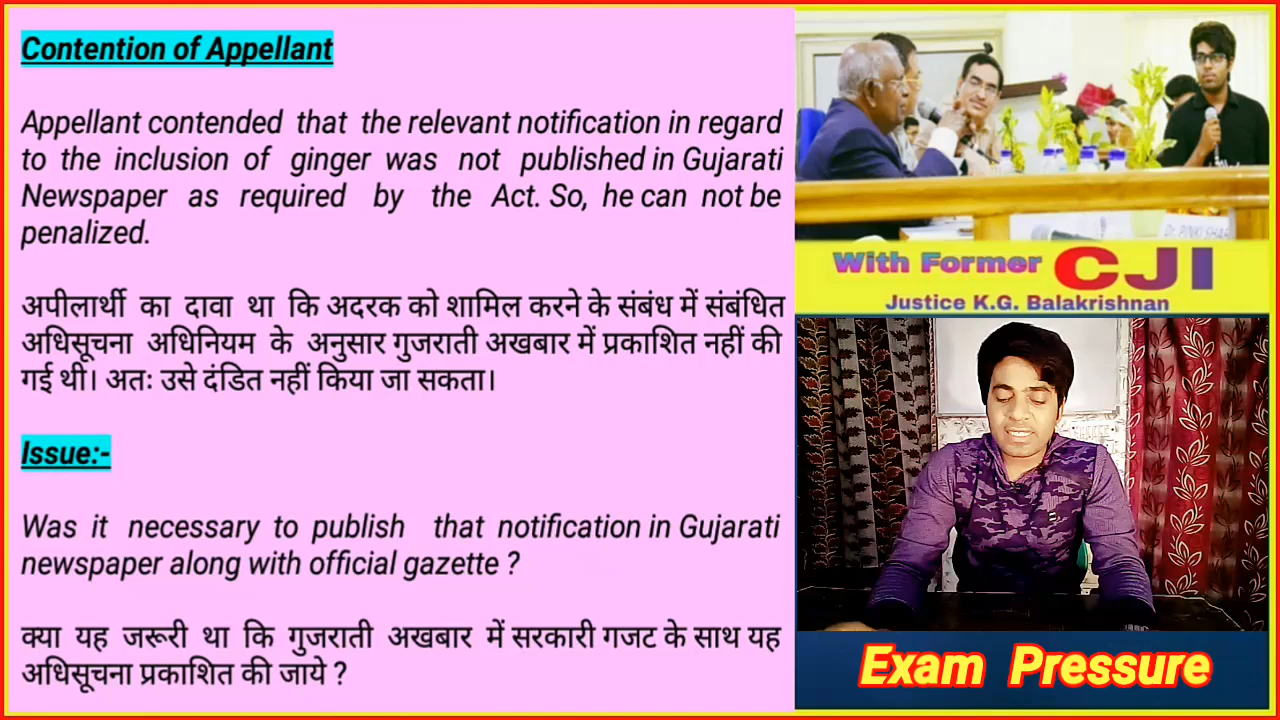 Contention of Appellant
Appellant contended that the relevant notification in regard
to the inclusion of ginger was not published in Gujarati
Newspaper as required by the Act. So, he can not be
penalized.
अपीलार्थी का दावा था कि अदरक को शामिल करने के संबंध में संबंधित
अधिसूचना अधिनियम के अनुसार गुजराती अखबार में प्रकाशित नहीं की
गई थी। अतः उसे दंडित नहीं किया जा सकता।
Issue:-
Was it necessary to publish that notification in Gujarati
newspaper along with official gazette ?
क्या यह जरूरी था कि गुजराती अखबार में सरकारी गजट के साथ यह
अधिसूचना प्रकाशित की जाये ?
With Former CJI
Justice K.G. Balakrishnan
Exam Pressure